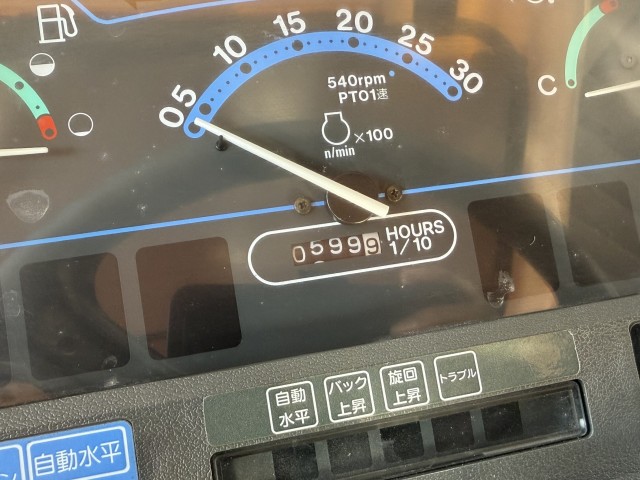 05 10 15 20 25 30
540rpm
PTO1速
×100
n/min
C
05999
HOURS
1/10
自動水平
バック上昇
旋回上昇
トラブル
自動水平